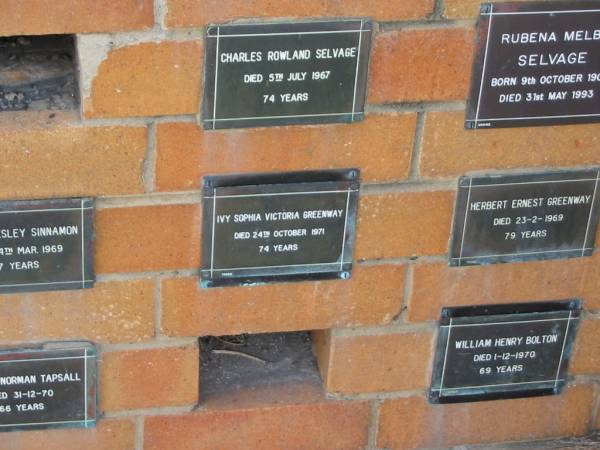 CHARLES ROWLAND SELVAGE
DIED 5TH JULY 1967
74 YEARS
RUBENA MELB
SELVAGE
BORN 9th OCTOBER 190
DIED 31st MAY 1993
SINNAMON
4TH MAR. 1969
7 YEARS
IVY SOPHIA VICTORIA GREENWAY
DIED 24TH OCTOBER 1971
74 YEARS
HERBERT ERNEST GREENWAY
DIED 23-2-1969
79 YEARS
NORMAN TAPSALL
ED 31-12-70
66 YEARS
WILLIAM HENRY BOLTON
DIED 1-12-1970
69 YEARS